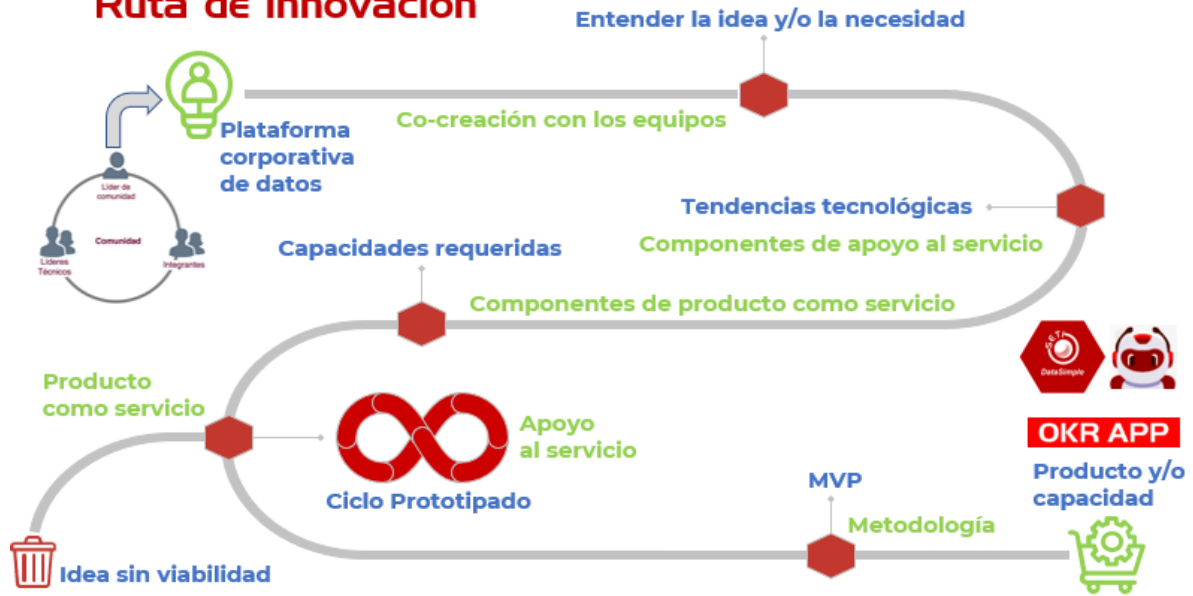 Ruta de Innovación
Entender la idea y/o la necesidad
Co-creación con los equipos
Plataforma
corporativa
de datos
Líder de
comunidad
Comunidad
Líderes
Técnicos
Integrantes
Tendencias tecnológicas
Componentes de apoyo al servicio
Capacidades requeridas
Componentes de producto como servicio
SETI
DataSimple
Producto
como servicio
Apoyo
al servicio
Ciclo Prototipado
OKR APP
Producto y/o
capacidad
MVP
Metodología
Idea sin viabilidad